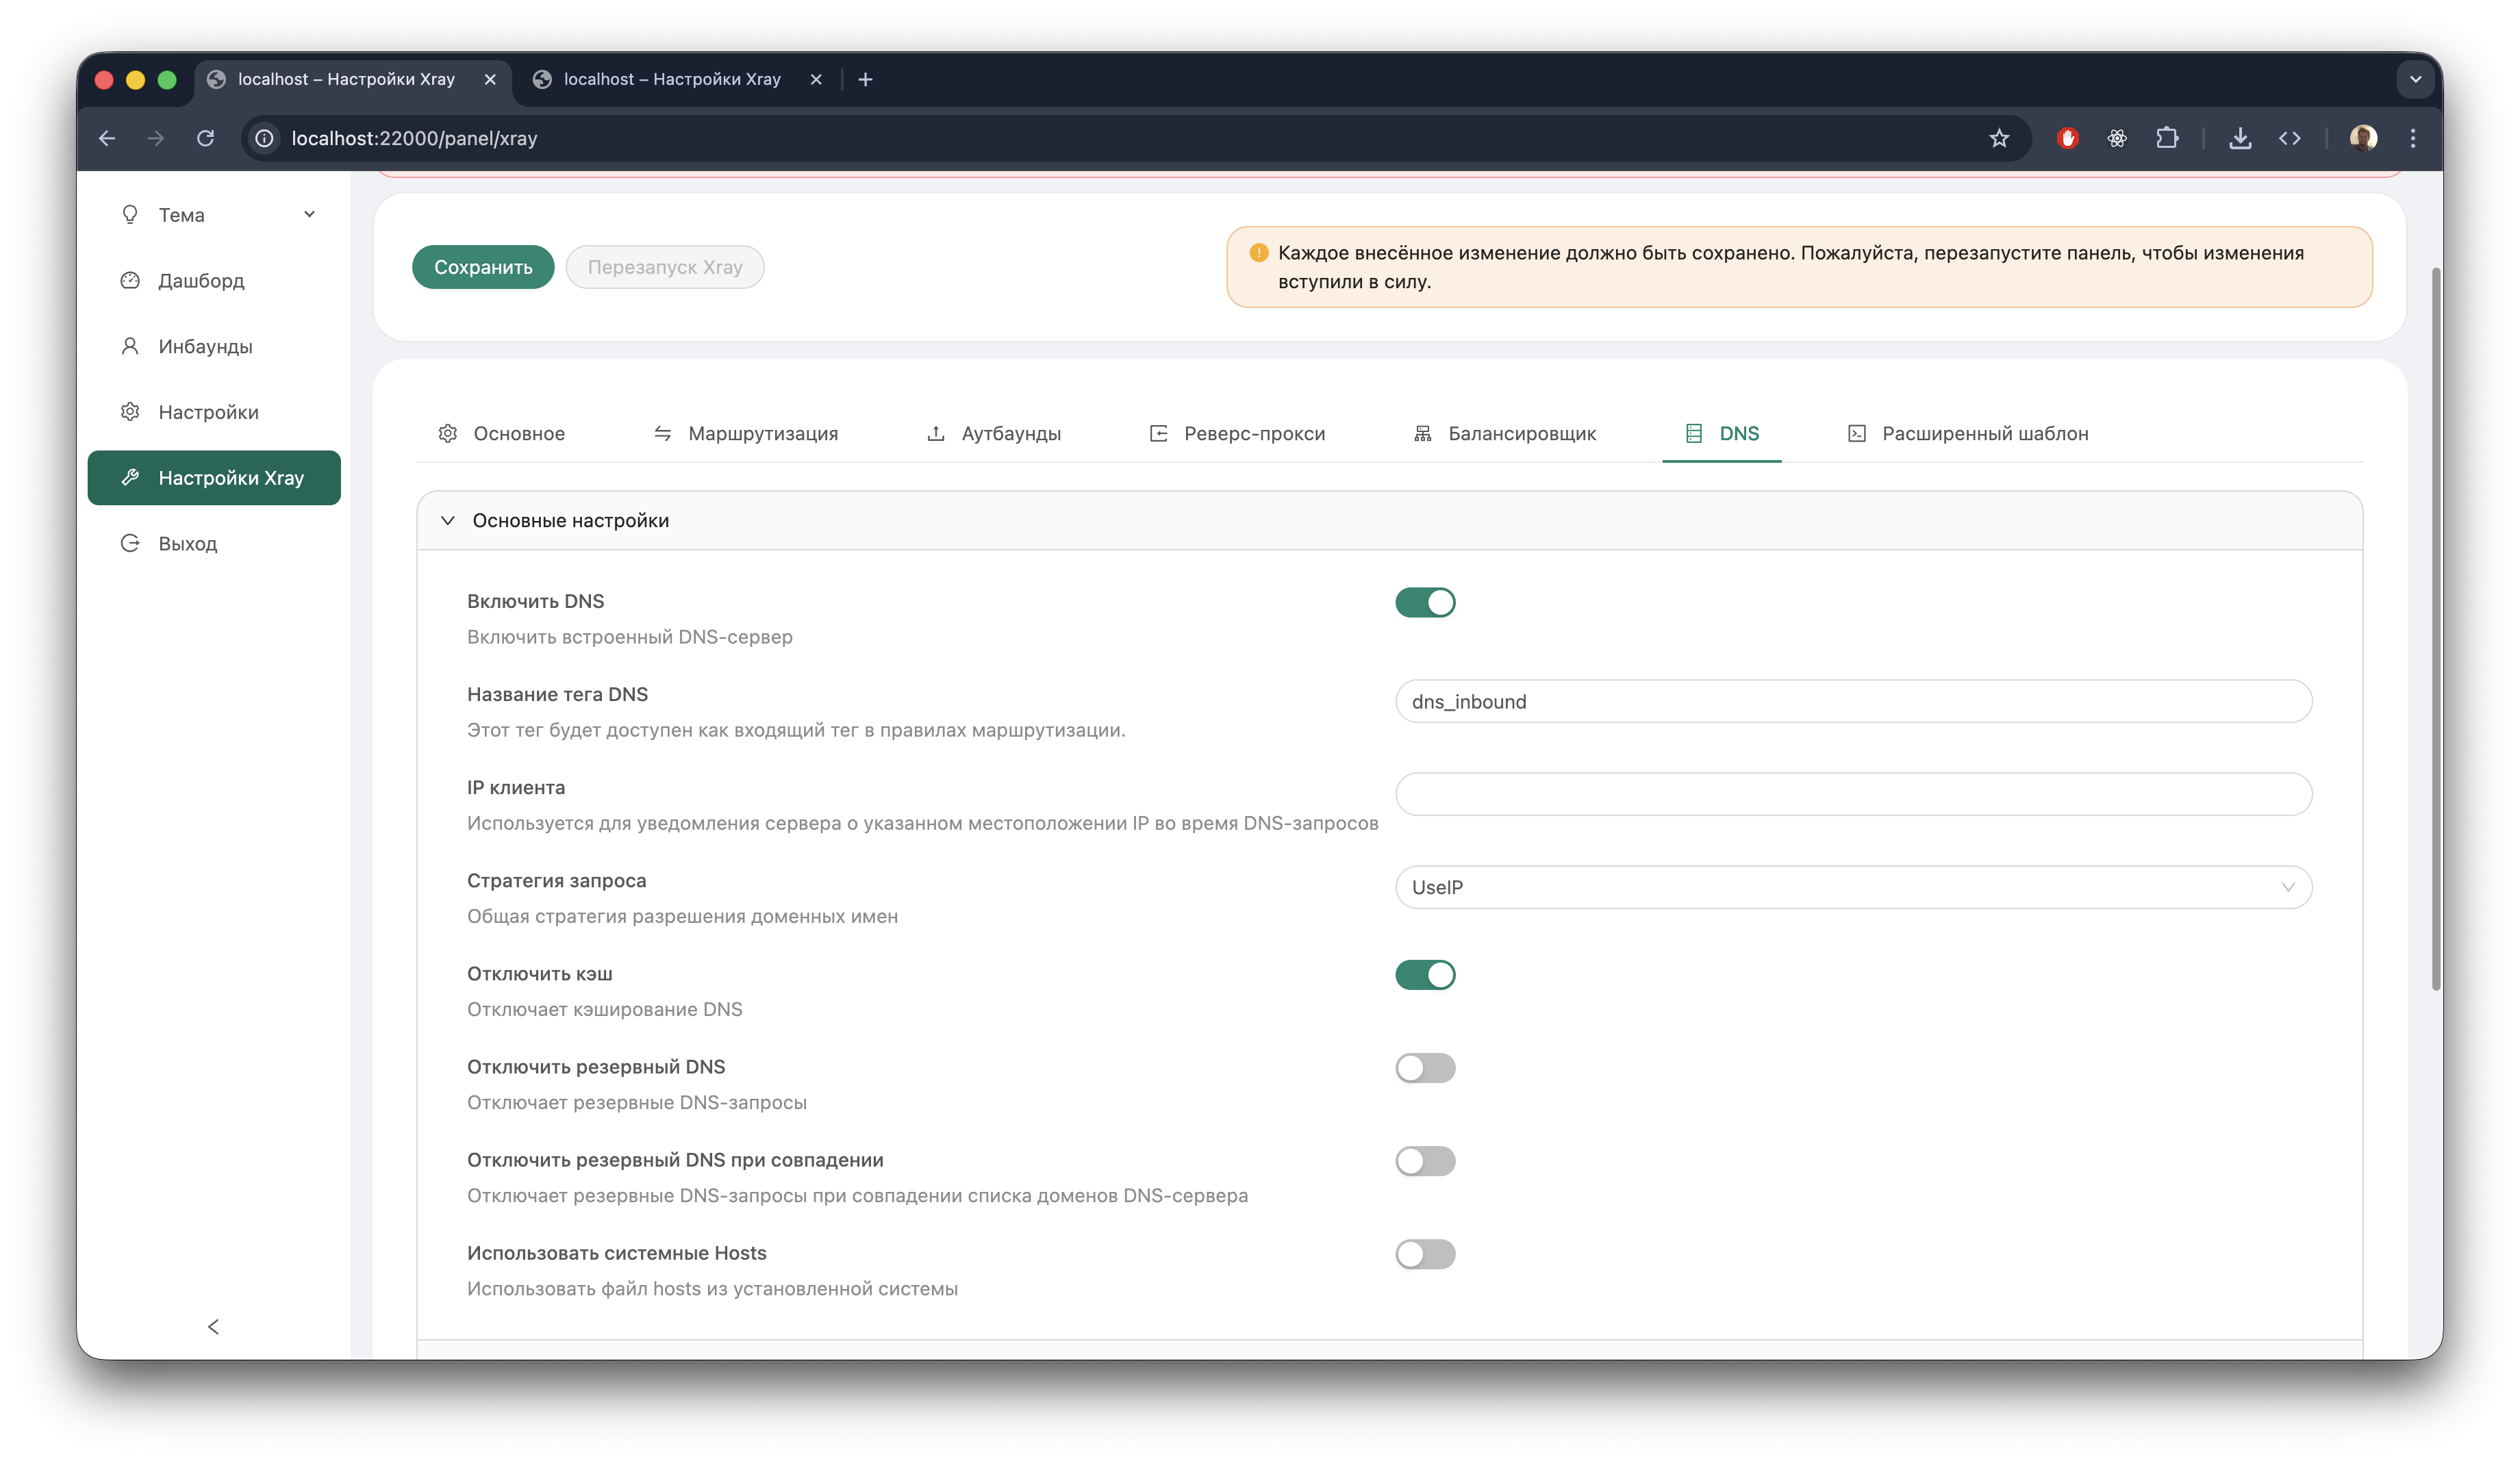 localhost – Настройки Xray
localhost – Настройки Xray
localhost:22000/panel/xray
Тема
Дашборд
Инбаунды
Настройки
Настройки Xray
Выход
Сохранить
Перезапуск Xray
Каждое внесённое изменение должно быть сохранено. Пожалуйста, перезапустите панель, чтобы изменения
вступили в силу.
Основное
Маршрутизация
Аутбаунды
Реверс-прокси
Балансировщик
DNS
Расширенный шаблон
Основные настройки
Включить DNS
Включить встроенный DNS-сервер
Название тега DNS
Этот тег будет доступен как входящий тег в правилах маршрутизации.
dns_inbound
IP клиента
Используется для уведомления сервера о указанном местоположении IP во время DNS-запросов
Стратегия запроса
Общая стратегия разрешения доменных имен
UseIP
Отключить кэш
Отключает кэширование DNS
Отключить резервный DNS
Отключает резервные DNS-запросы
Отключить резервный DNS при совпадении
Отключает резервные DNS-запросы при совпадении списка доменов DNS-сервера
Использовать системные Hosts
Использовать файл hosts из установленной системы